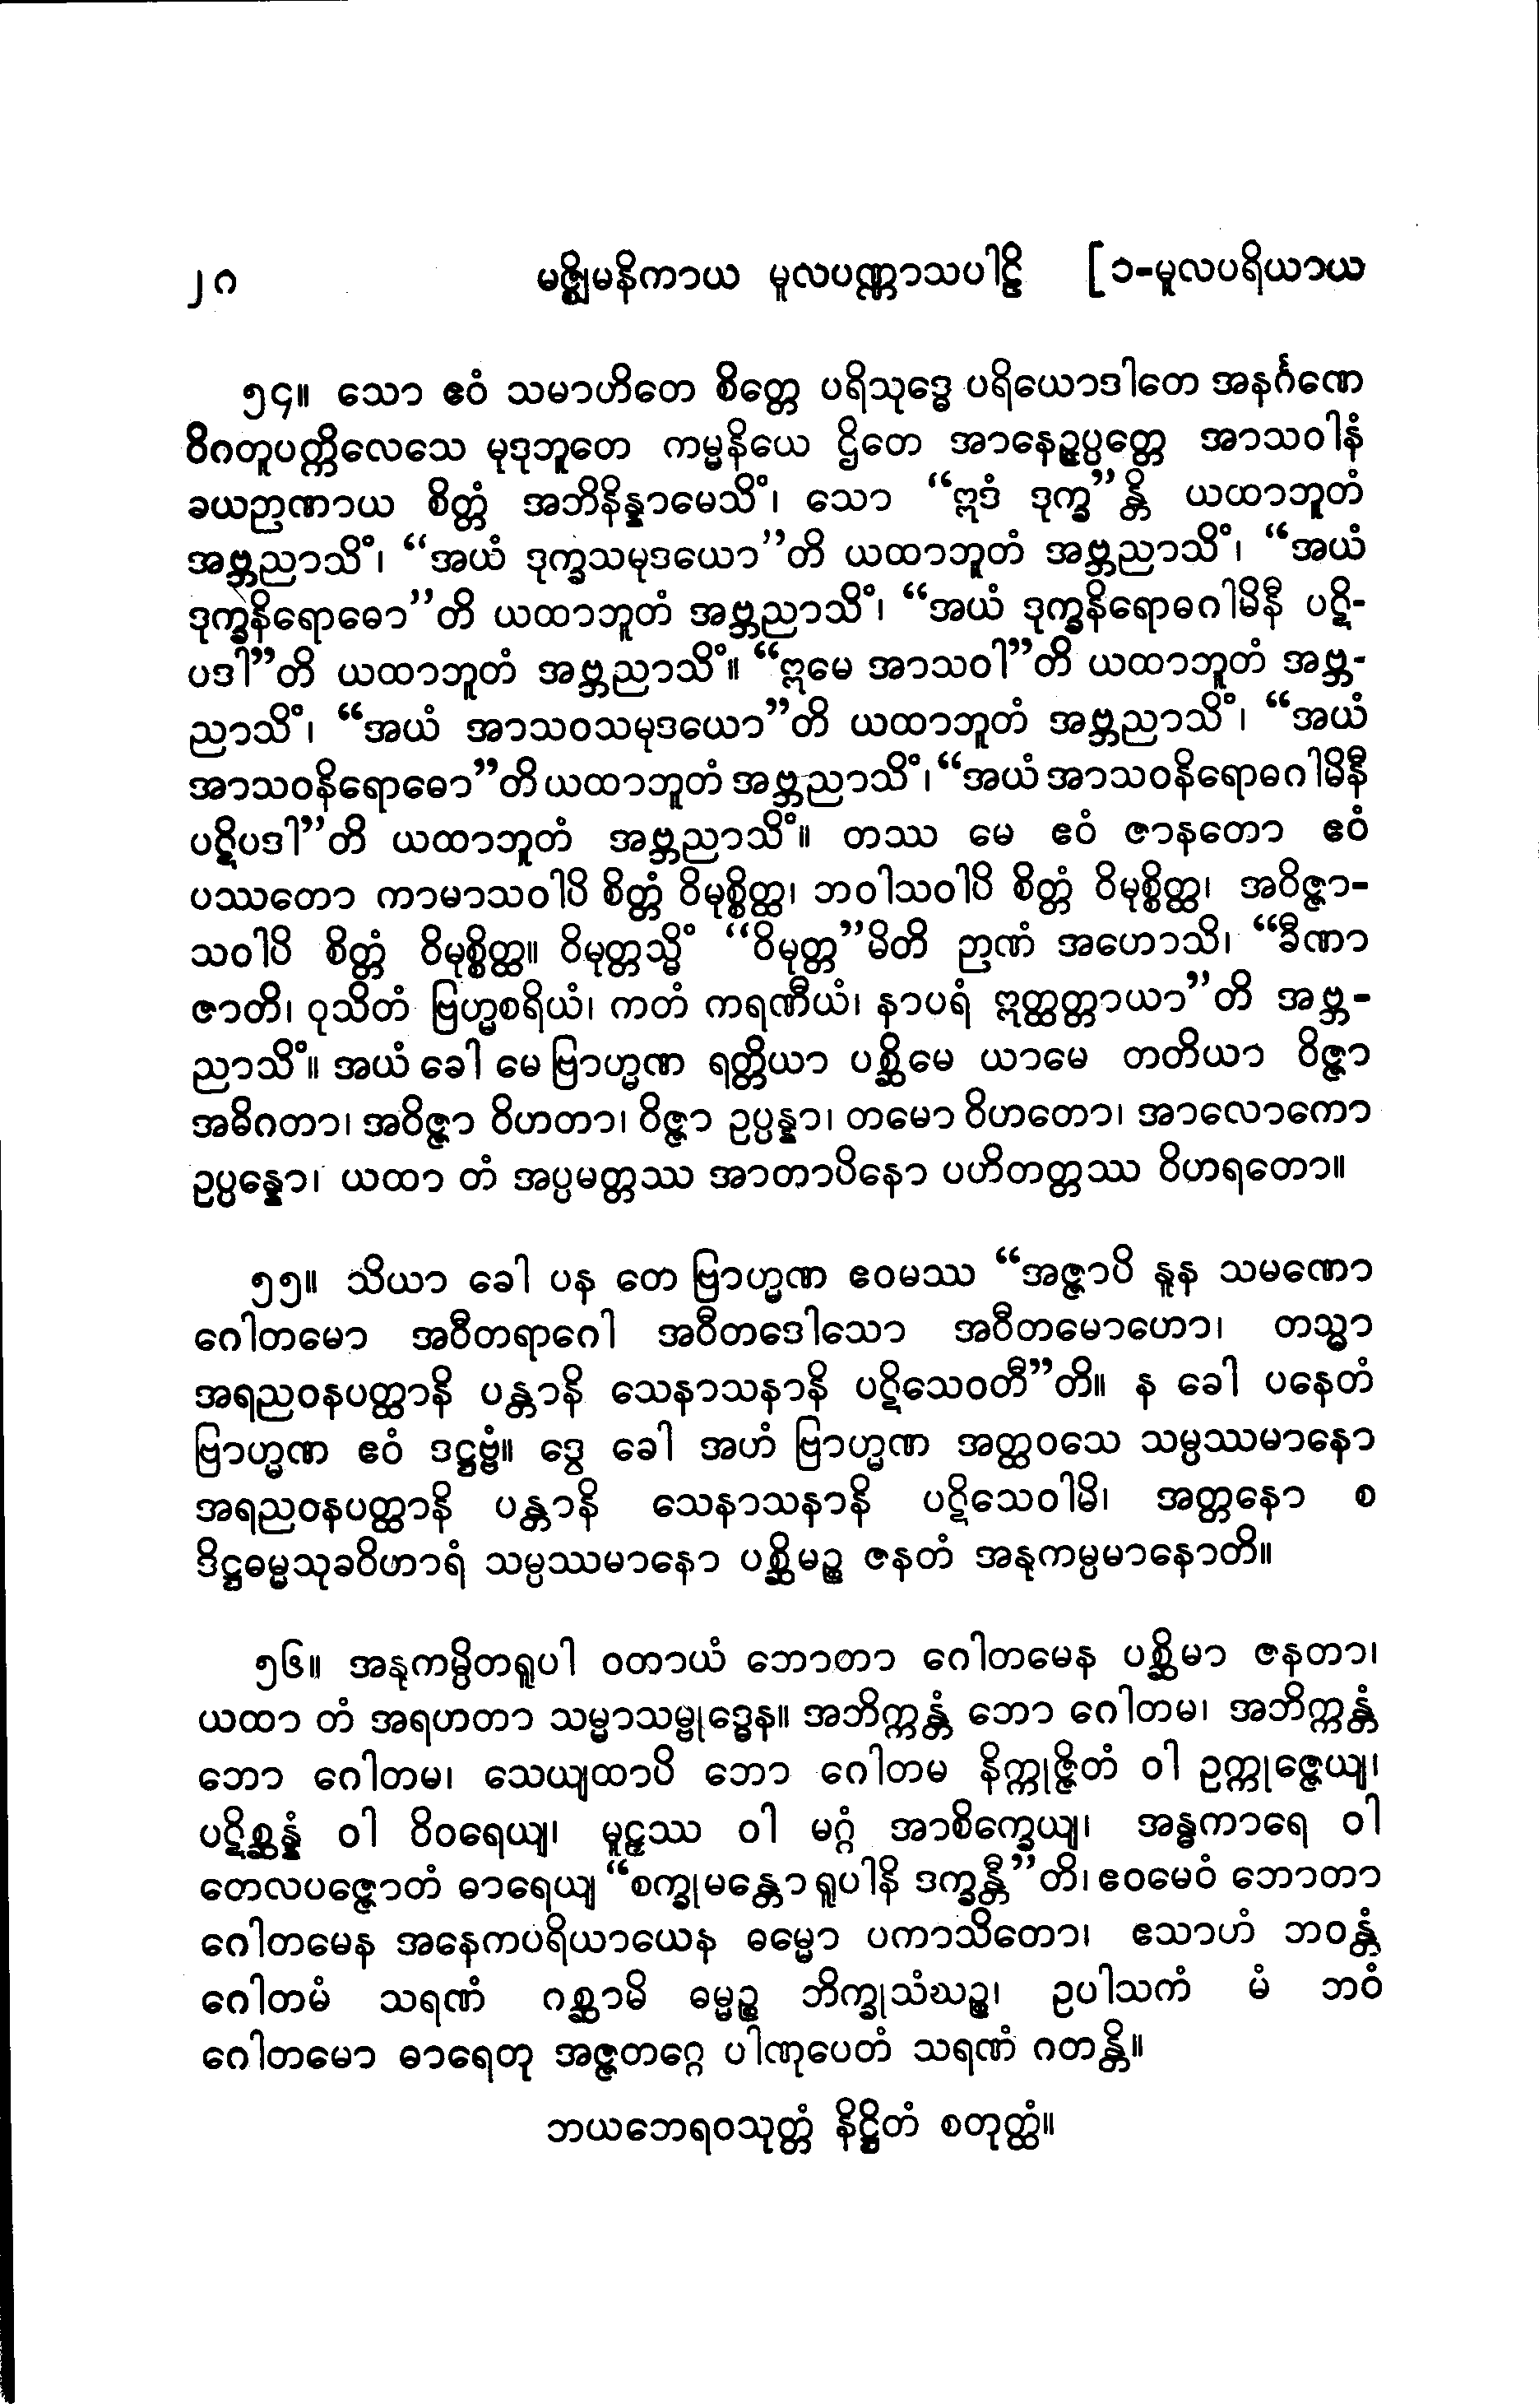 ၂၈ မဇ္ဈိမနိကာယ မူလပဏ္ဏာသပါဠိ [၁-မူလပရိယာယ
၅၄။ သော ဧဝံ သမာဟိတေ စိတ္တေ ပရိသုဒ္ဓေ ပရိယောဒါတေ အနင်္ဂဏေ
ဝိဂတူပက္ကိလေသေ မုဒုဘူတေ ကမ္မနိယေ ဌိတေ အာနေဉ္ဇပ္ပတ္တေ အာသဝါနံ
ခယဉာဏာယ စိတ္တံ အဘိနိန္နာမေသိံ၊ သော “ဣဒံ ဒုက္ခ”န္တိ ယထာဘူတံ
အဗ္ဘညာသိံ၊ “အယံ ဒုက္ခသမုဒယော”တိ ယထာဘူတံ အဗ္ဘညာသိံ၊ “အယံ
ဒုက္ခနိရောဓော”တိ ယထာဘူတံ အဗ္ဘညာသိံ၊ “အယံ ဒုက္ခနိရောဓဂါမိနီ ပဋိ-
ပဒါ”တိ ယထာဘူတံ အဗ္ဘညာသိံ။ “ဣမေ အာသဝါ”တိ ယထာဘူတံ အဗ္ဘ-
ညာသိံ၊ “အယံ အာသဝသမုဒယော”တိ ယထာဘူတံ အဗ္ဘညာသိံ၊ “အယံ
အာသဝနိရောဓော”တိ ယထာဘူတံ အဗ္ဘညာသိံ၊ “အယံ အာသဝနိရောဓဂါမိနီ
ပဋိပဒါ”တိ ယထာဘူတံ အဗ္ဘညာသိံ။ တဿ မေ ဧဝံ ဇာနတော ဧဝံ
ပဿတော ကာမာသဝါပိ စိတ္တံ ဝိမုစ္စိတ္ထ၊ ဘဝါသဝါပိ စိတ္တံ ဝိမုစ္စိတ္ထ၊ အဝိဇ္ဇာ-
သဝါပိ စိတ္တံ ဝိမုစ္စိတ္ထ။ ဝိမုတ္တသ္မိံ “ဝိမုတ္တ”မိတိ ဉာဏံ အဟောသိ၊ “ခီဏာ
ဇာတိ၊ ဝုသိတံ ဗြဟ္မစရိယံ၊ ကတံ ကရဏီယံ၊ နာပရံ ဣတ္ထတ္တာယာ”တိ အဗ္ဘ-
ညာသိံ။ အယံ ခေါ မေ ဗြာဟ္မဏ ရတ္တိယာ ပစ္ဆိမေ ယာမေ တတိယာ ဝိဇ္ဇာ
အဓိဂတာ၊ အဝိဇ္ဇာ ဝိဟတာ၊ ဝိဇ္ဇာ ဥပ္ပန္နာ၊ တမော ဝိဟတော၊ အာလောကော
ဥပ္ပန္နော၊ ယထာ တံ အပ္ပမတ္တဿ အာတာပိနော ပဟိတတ္တဿ ဝိဟရတော။
၅၅။ သိယာ ခေါ ပန တေ ဗြာဟ္မဏ ဧဝမဿ “အဇ္ဇာပိ နူန သမဏော
ဂေါတမော အဝီတရာဂေါ အဝီတဒေါသော အဝီတမောဟော၊ တသ္မာ
အရညဝနပတ္ထာနိ ပန္တာနိ သေနာသနာနိ ပဋိသေဝတီ”တိ။ န ခေါ ပနေတံ
ဗြာဟ္မဏ ဧဝံ ဒဋ္ဌဗ္ဗံ။ ဒွေ ခေါ အဟံ ဗြာဟ္မဏ အတ္ထဝသေ သမ္ပဿမာနော
အရညဝနပတ္ထာနိ ပန္တာနိ သေနာသနာနိ ပဋိသေဝါမိ၊ အတ္တနော စ
ဒိဋ္ဌဓမ္မသုခဝိဟာရံ သမ္ပဿမာနော ပစ္ဆိမဉ္စ ဇနတံ အနုကမ္ပမာနောတိ။
၅၆။ အနုကမ္ပိတရူပါ ဝတာယံ ဘောတာ ဂေါတမေန ပစ္ဆိမာ ဇနတာ၊
ယထာ တံ အရဟတာ သမ္မာသမ္ဗုဒ္ဓေန။ အဘိက္ကန္တံ ဘော ဂေါတမ၊ အဘိက္ကန္တံ
ဘော ဂေါတမ၊ သေယျထာပိ ဘော ဂေါတမ နိက္ကုဇ္ဇိတံ ဝါ ဥက္ကုဇ္ဇေယျ၊
ပဋိစ္ဆန္နံ ဝါ ဝိဝရေယျ၊ မူဠှဿ ဝါ မဂ္ဂံ အာစိက္ခေယျ၊ အန္ဓကာရေ ဝါ
တေလပဇ္ဇောတံ ဓာရေယျ “စက္ခုမန္တော ရူပါနိ ဒက္ခန္တီ”တိ၊ ဧဝမေဝံ ဘောတာ
ဂေါတမေန အနေကပရိယာယေန ဓမ္မော ပကာသိတော၊ ဧသာဟံ ဘဝန္တံ
ဂေါတမံ သရဏံ ဂစ္ဆာမိ ဓမ္မဉ္စ ဘိက္ခုသံဃဉ္စ၊ ဥပါသကံ မံ ဘဝံ
ဂေါတမော ဓာရေတု အဇ္ဇတဂ္ဂေ ပါဏုပေတံ သရဏံ ဂတန္တိ။
ဘယဘေရဝသုတ္တံ နိဋ္ဌိတံ စတုတ္ထံ။